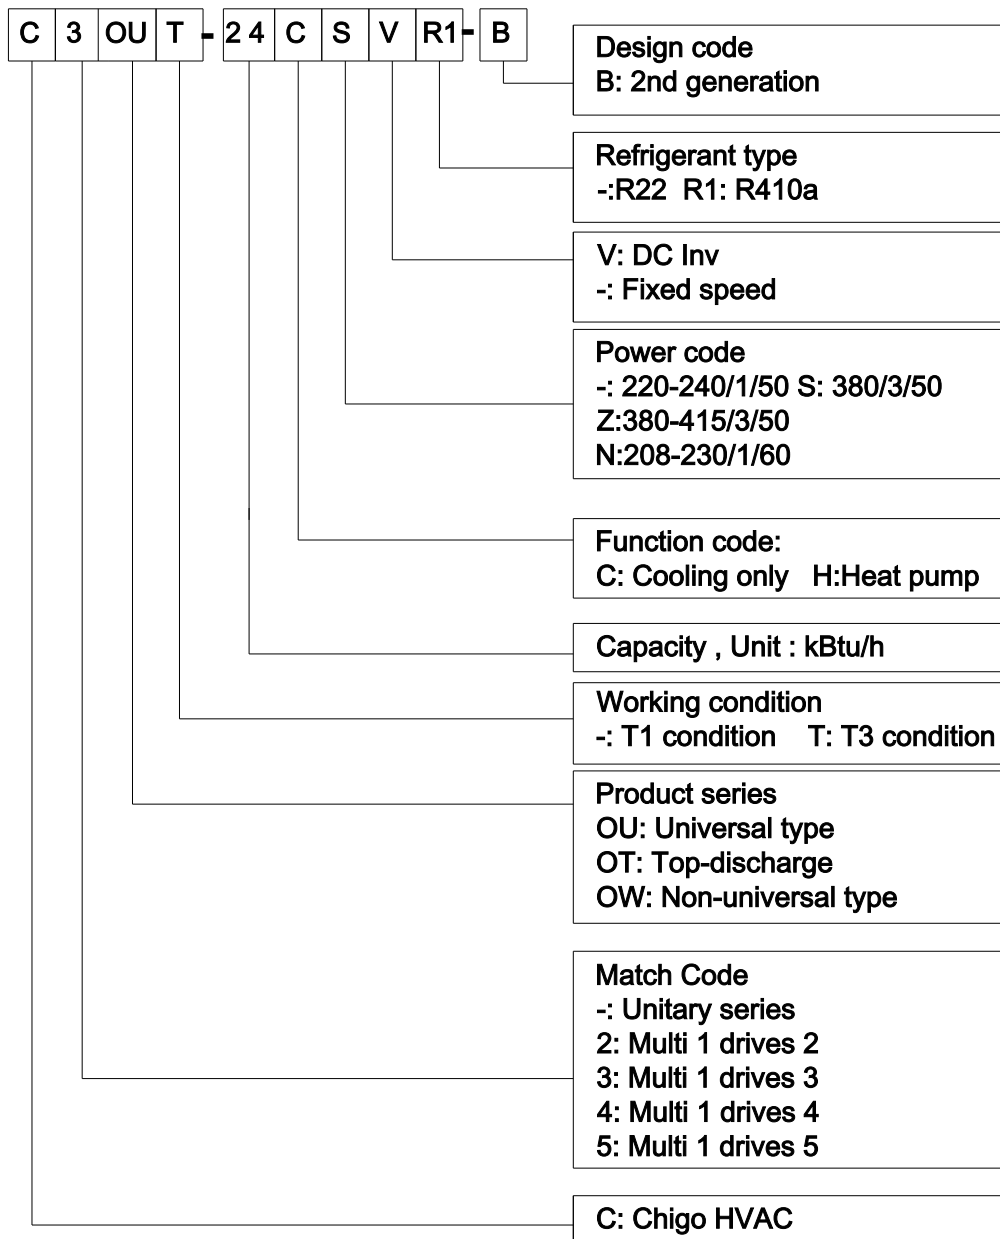 C 3 OU T - 2 4 C S V R1 - B
Design code
B: 2nd generation
Refrigerant type
-:R22 R1: R410a
V: DC Inv
-: Fixed speed
Power code
-: 220-240/1/50 S: 380/3/50
Z:380-415/3/50
N:208-230/1/60
Function code:
C: Cooling only H:Heat pump
Capacity , Unit : kBtu/h
Working condition
-: T1 condition T: T3 condition
Product series
OU: Universal type
OT: Top-discharge
OW: Non-universal type
Match Code
-: Unitary series
2: Multi 1 drives 2
3: Multi 1 drives 3
4: Multi 1 drives 4
5: Multi 1 drives 5
C: Chigo HVAC